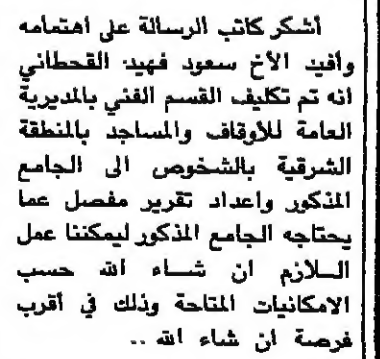 أشكر كاتب الرسالة على اهتمامه
وأفيد الأخ سعود فهيد القحطاني
انه تم تكليف القسم الفني بالمديرية
العامة للأوقاف والمساجد بالمنطقة
الشرقية بالشخوص الى الجامع
المذكور واعداد تقرير مفصل عما
يحتاجه الجامع المذكور ليمكننا عمل
الـلازم ان شـاء الله حسب
الامكانيات المتاحة وذلك في أقرب
فرصة ان شاء الله ..